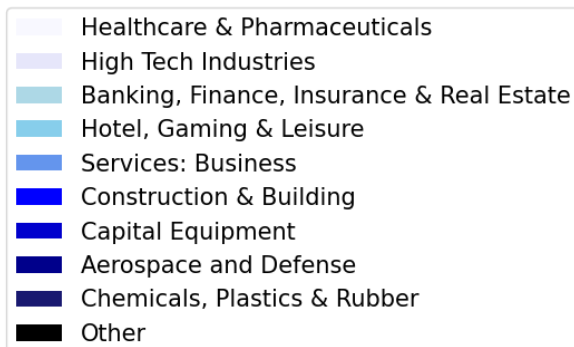 Healthcare & Pharmaceuticals
High Tech Industries
Banking, Finance, Insurance & Real Estate
Hotel, Gaming & Leisure
Services: Business
Construction & Building
Capital Equipment
Aerospace and Defense
Chemicals, Plastics & Rubber
Other